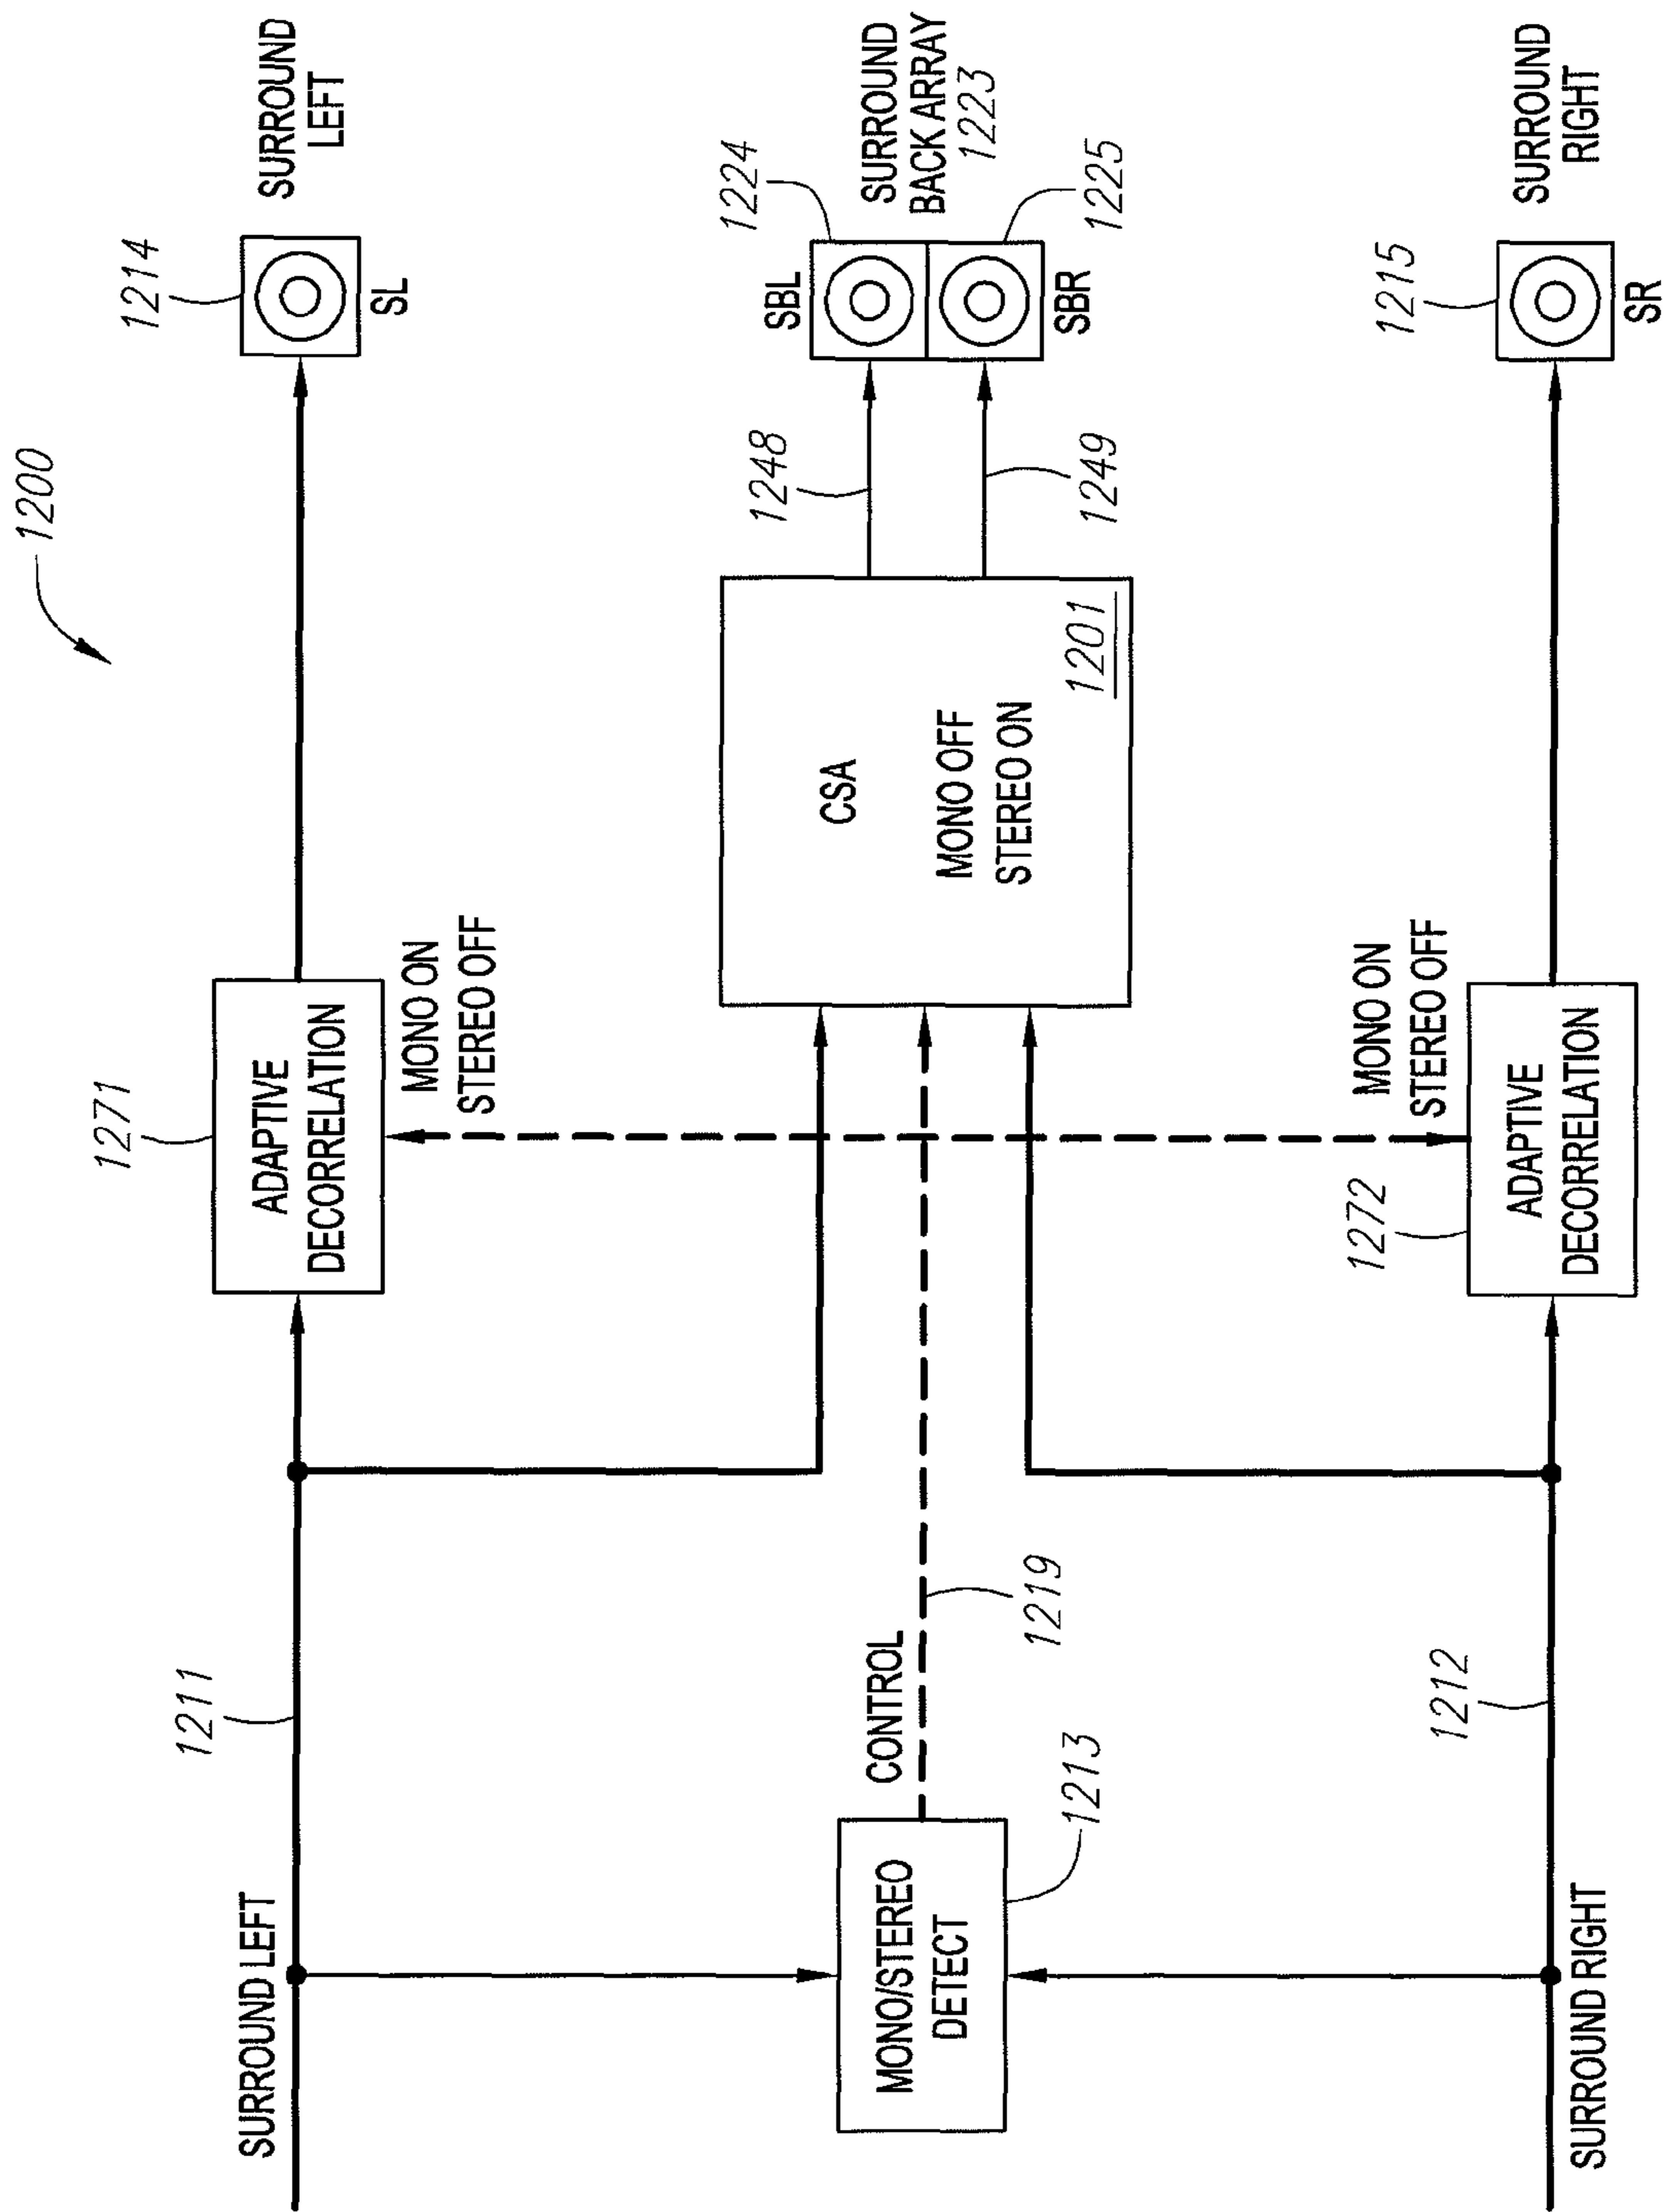 1200
SURROUND LEFT
1211
1271
ADAPTIVE
DECORRELATION
MONO ON
STEREO OFF
1214
SL
SURROUND
LEFT
MONO/STEREO
DETECT
1213
CONTROL
1219
CSA
MONO OFF
STEREO ON
1201
1248
1249
SBL
SBR
1224
SURROUND
BACK ARRAY
1223
1225
SURROUND RIGHT
1212
1272
MONO ON
STEREO OFF
ADAPTIVE
DECORRELATION
1215
SR
SURROUND
RIGHT